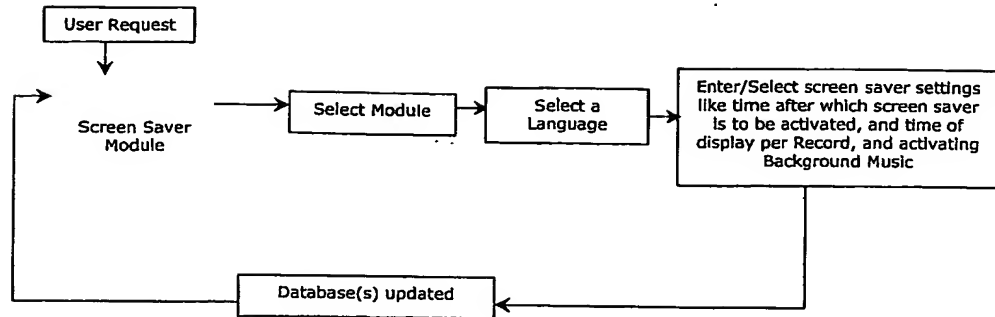 User Request
Screen Saver
Module
Select Module
Select a
Language
Enter/Select screen saver settings
like time after which screen saver
is to be activated, and time of
display per Record, and activating
Background Music
Database(s) updated